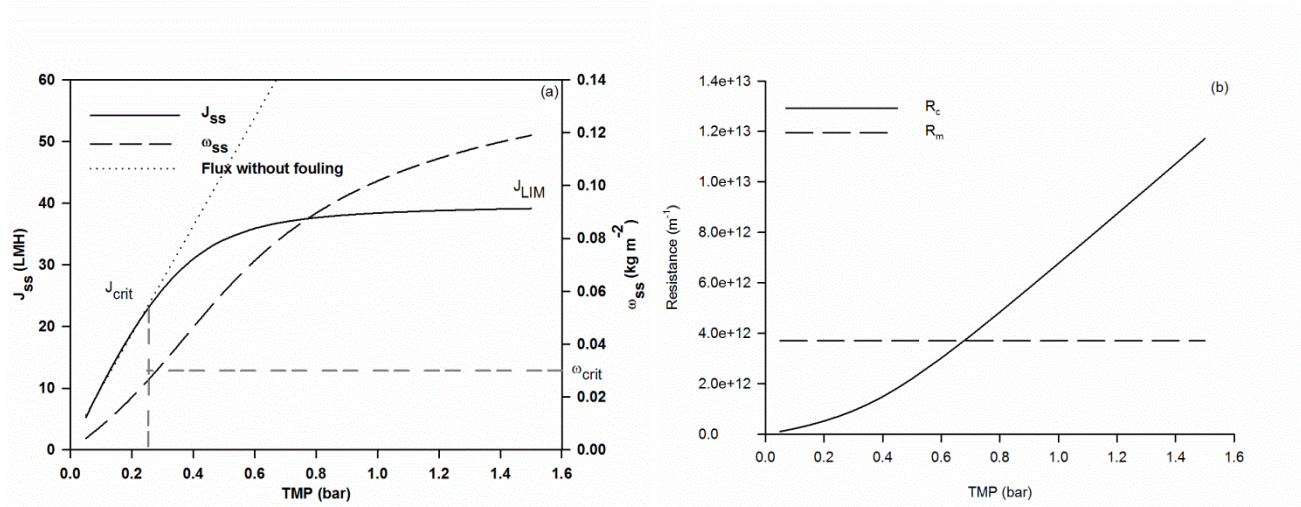 (a)
J_ss
ω_ss
Flux without fouling
J_LIM
J_crit
ω_crit
60
50
40
30
20
10
0
J_ss (LMH)
0.14
0.12
0.10
0.08
0.06
0.04
0.02
0.00
ω_ss (kg m^-2)
0.0 0.2 0.4 0.6 0.8 1.0 1.2 1.4 1.6
TMP (bar)
(b)
R_c
R_m
1.4e+13
1.2e+13
1.0e+13
8.0e+12
6.0e+12
4.0e+12
2.0e+12
0.0
Resistance (m^-1)
0.0 0.2 0.4 0.6 0.8 1.0 1.2 1.4 1.6
TMP (bar)